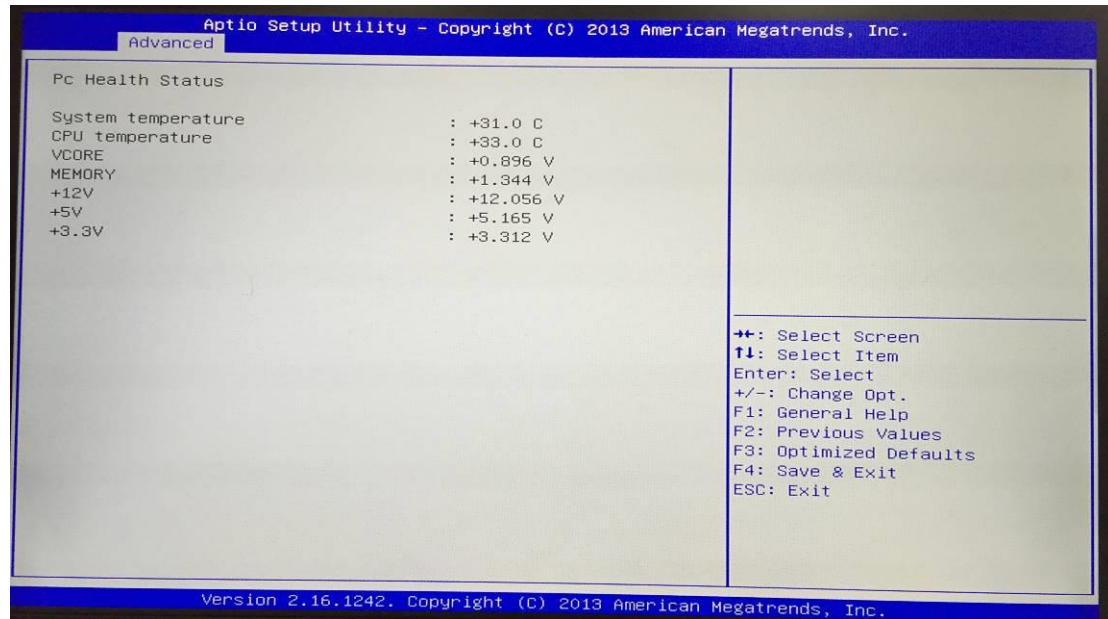 Aptio Setup Utility – Copyright (C) 2013 American Megatrends, Inc.
Advanced
Pc Health Status
System temperature : +31.0 C
CPU temperature : +33.0 C
VCORE : +0.896 V
MEMORY : +1.344 V
+12V : +12.056 V
+5V : +5.165 V
+3.3V : +3.312 V
→←: Select Screen
↑↓: Select Item
Enter: Select
+/-: Change Opt.
F1: General Help
F2: Previous Values
F3: Optimized Defaults
F4: Save & Exit
ESC: Exit
Version 2.16.1242. Copyright (C) 2013 American Megatrends, Inc.